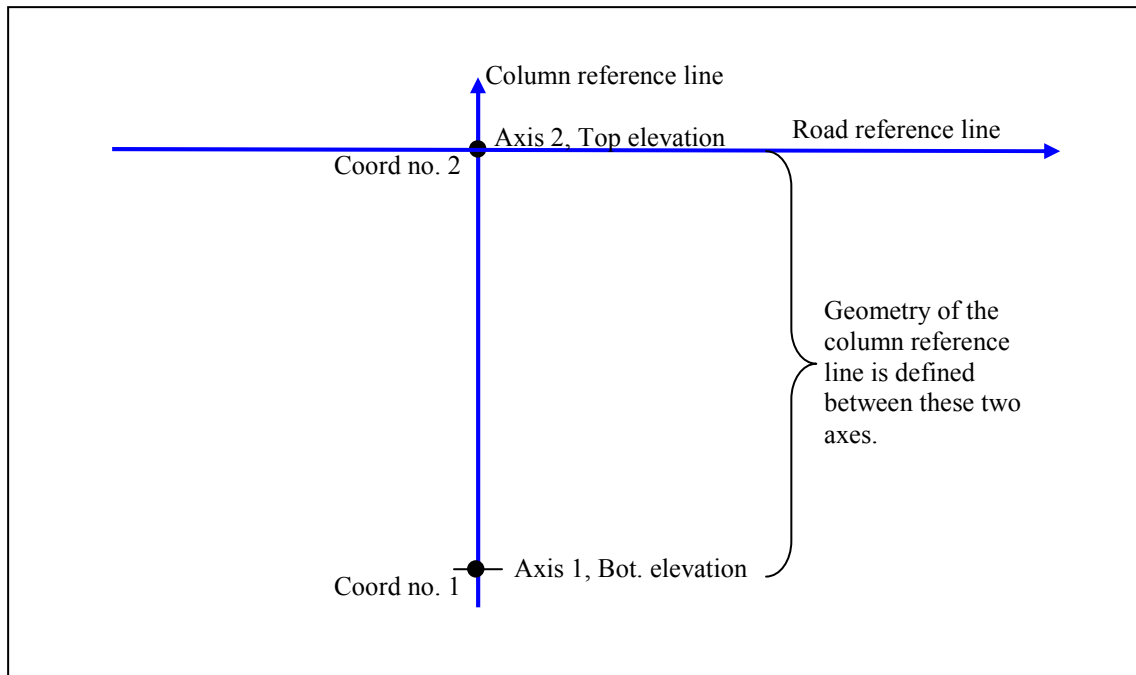 Column reference line
Axis 2, Top elevation
Road reference line
Coord no. 2
Geometry of the
column reference
line is defined
between these two
axes.
Axis 1, Bot. elevation
Coord no. 1